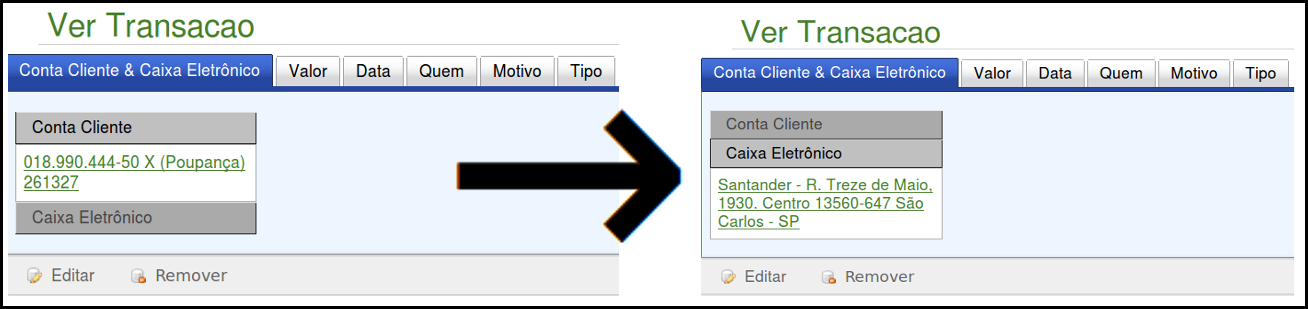 Ver Transacao
Conta Cliente & Caixa Eletrônico Valor Data Quem Motivo Tipo
Conta Cliente
018.990.444-50 X (Poupança)
261327
Caixa Eletrônico
Editar Remover
Ver Transacao
Conta Cliente & Caixa Eletrônico Valor Data Quem Motivo Tipo
Conta Cliente
Caixa Eletrônico
Santander - R. Treze de Maio,
1930. Centro 13560-647 São
Carlos - SP
Editar Remover